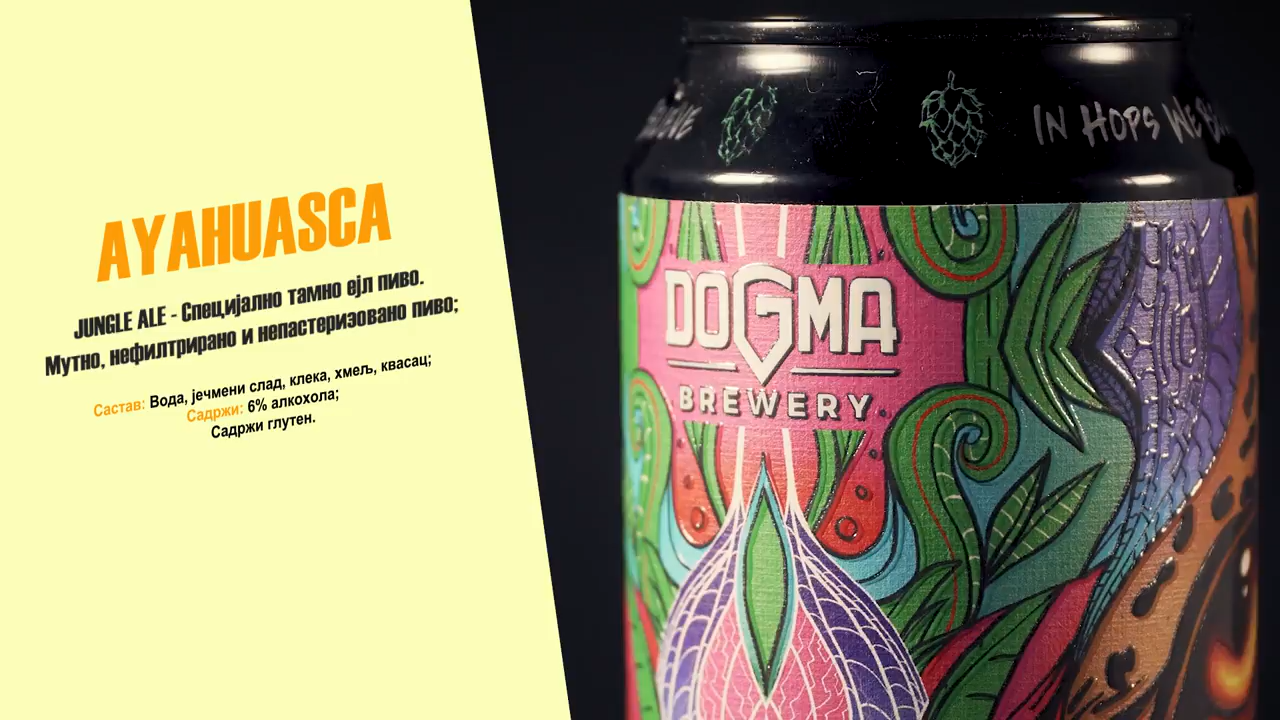 AYAHUASCA
JUNGLE ALE - Специјално тамно ејл пиво.
Мутно, нефилтрирано и непастеризовано пиво;
Састав: Вода, јечмени слад, клека, хмељ, квасац;
Садржи: 6% алкохола;
Садржи глутен.
IN HOPS WE
DOGMA
BREWERY